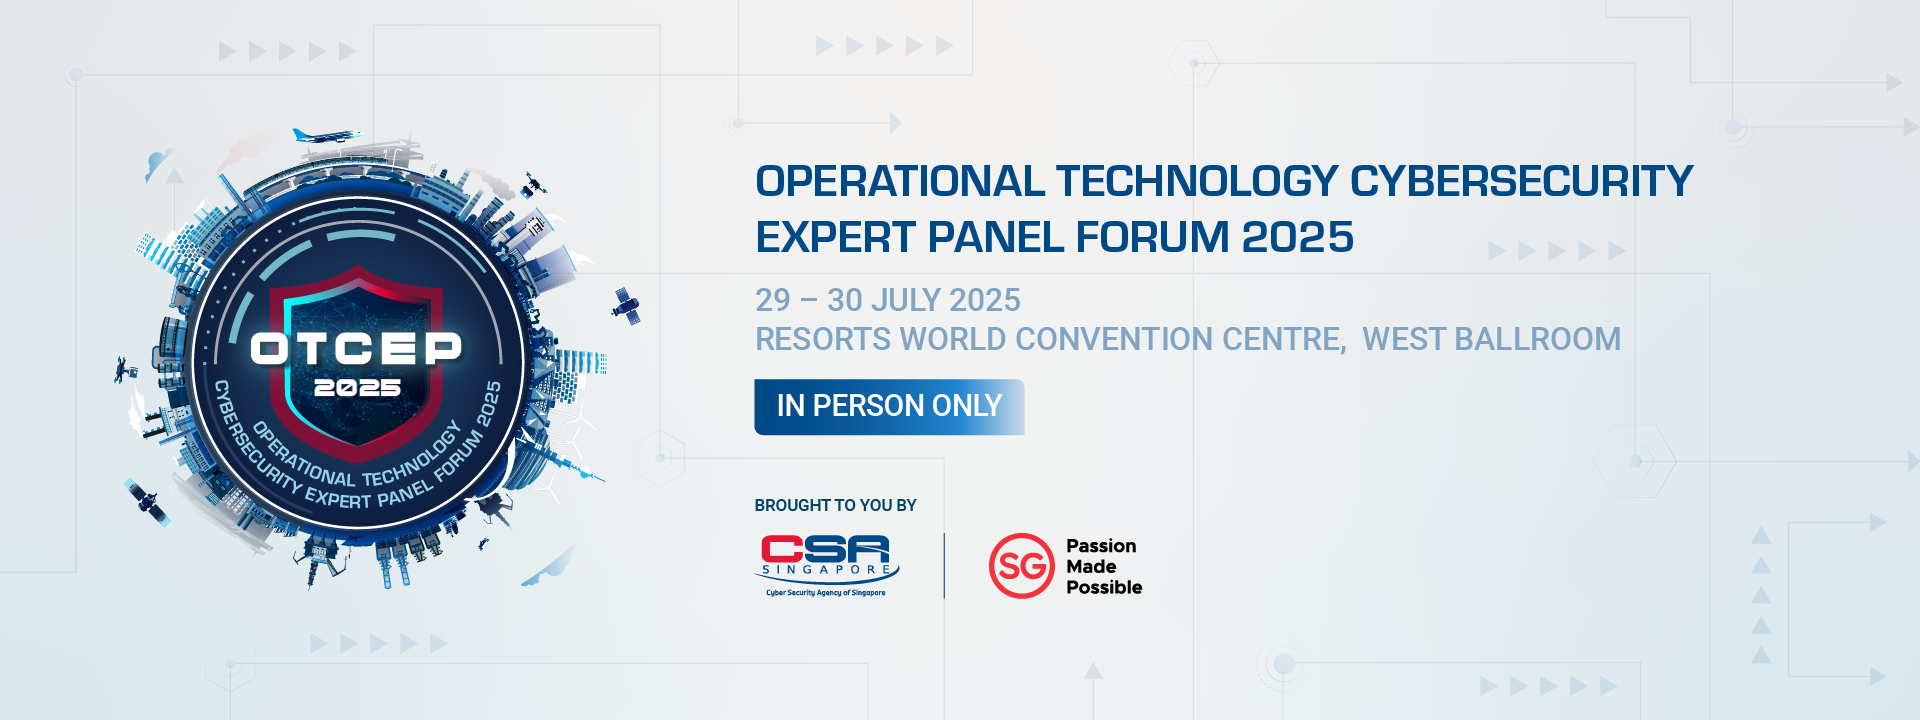 OTCEP
2025
OPERATIONAL TECHNOLOGY
CYBERSECURITY EXPERT PANEL FORUM 2025
OPERATIONAL TECHNOLOGY CYBERSECURITY
EXPERT PANEL FORUM 2025
29 – 30 JULY 2025
RESORTS WORLD CONVENTION CENTRE, WEST BALLROOM
IN PERSON ONLY
BROUGHT TO YOU BY
CSA
SINGAPORE
Cyber Security Agency of Singapore
SG
Passion
Made
Possible